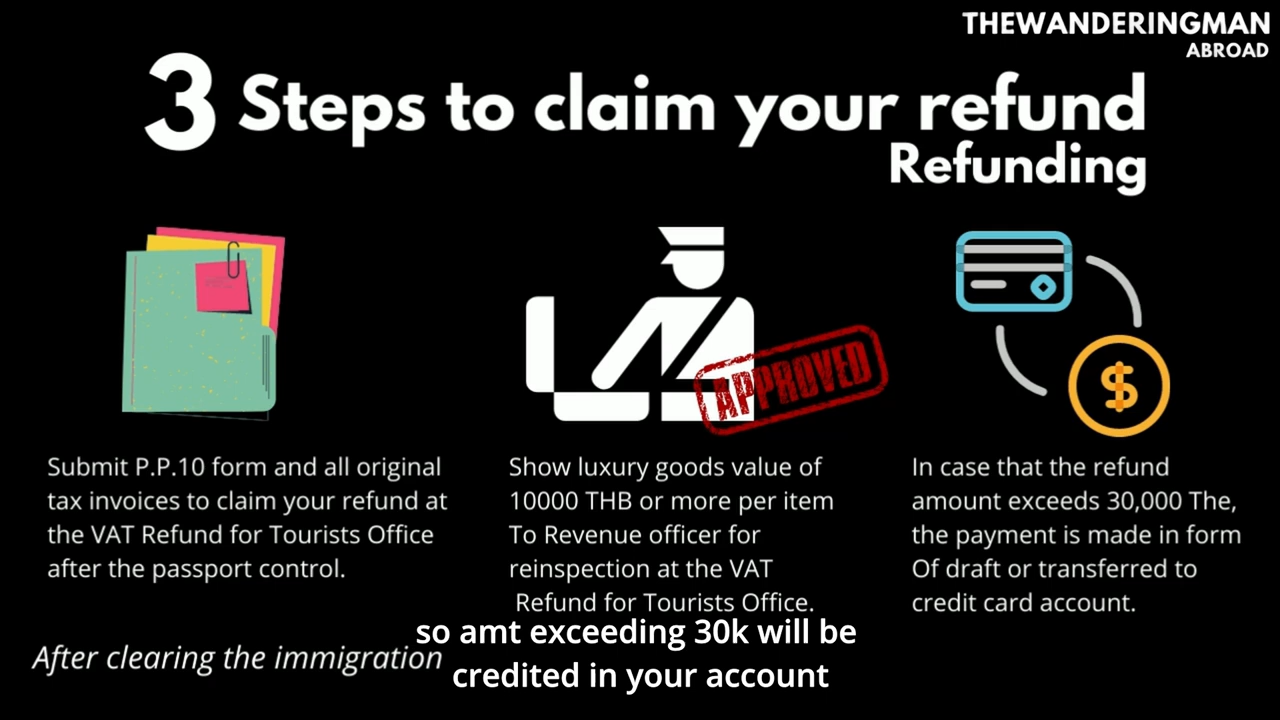 THEWANDERINGMAN
ABROAD
3 Steps to claim your refund
Refunding
APPROVED
Submit P.P.10 form and all original
tax invoices to claim your refund at
the VAT Refund for Tourists Office
after the passport control.
Show luxury goods value of
10000 THB or more per item
To Revenue officer for
reinspection at the VAT
Refund for Tourists Office.
In case that the refund
amount exceeds 30,000 The,
the payment is made in form
Of draft or transferred to
credit card account.
After clearing the immigration
so amt exceeding 30k will be
credited in your account